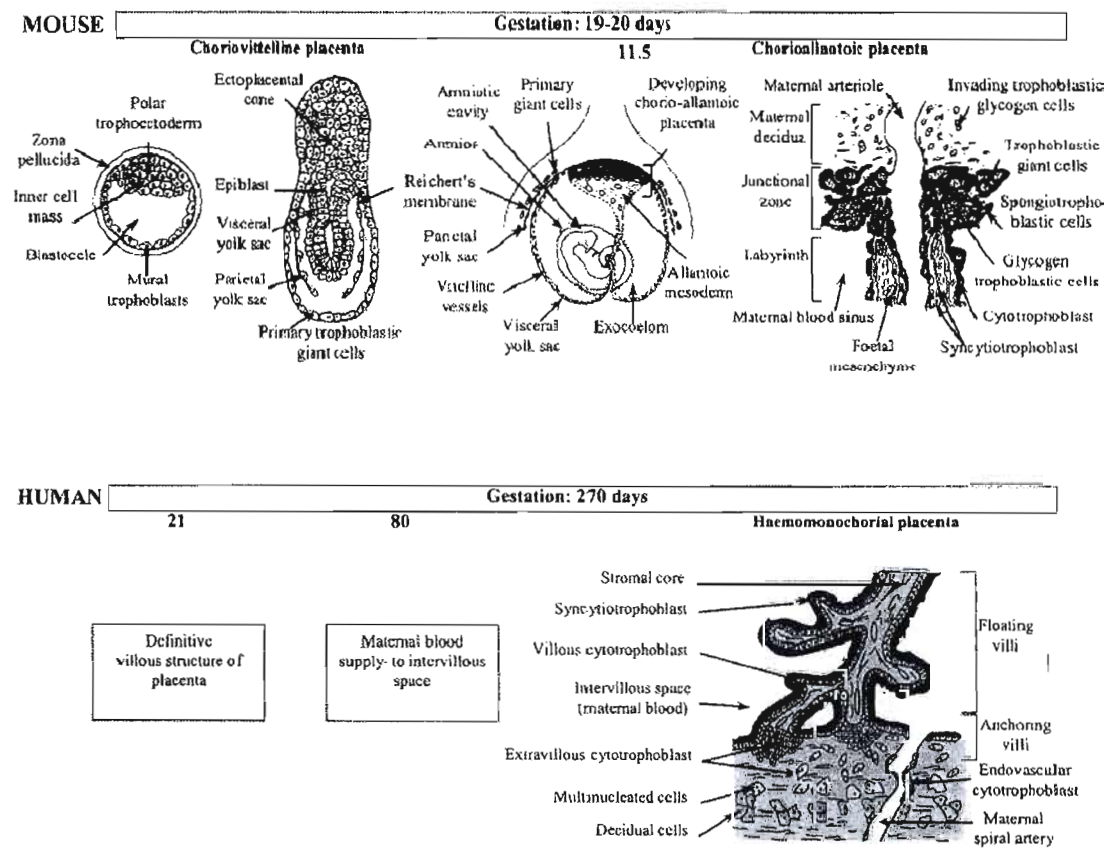 MOUSE
Gestation: 19-20 days
Choriovittelline placenta
11.5
Chorioallantoic placenta
Polar
trophoectoderm
Zona
pellucida
Inner cell
mass
Blastocele
Mural
trophoblasts
Ectoplacental
cone
Epiblast
Visceral
yolk sac
Parietal
yolk sac
Primary trophoblastic
giant cells
Reichert's
membrane
Amniotic
cavity
Primary
giant cells
Developing
chorio-allantoic
placenta
Amnion
Parietal
yolk sac
Vitelline
vessels
Visceral
yolk sac
Exocoelom
Allantoic
mesoderm
Maternal arteriole
Invading trophoblastic
glycogen cells
Maternal
decidua
Trophoblastic
giant cells
Junctional
zone
Spongiotropho-
blastic cells
Labyrinth
Glycogen
trophoblastic cells
Maternal blood sinus
Cytotrophoblast
Foetal
mesenchyme
Syncytiotrophoblast
HUMAN
Gestation: 270 days
21
80
Haemomonochorial placenta
Definitive
villous structure of
placenta
Maternal blood
supply- to intervillous
space
Stromal core
Syncytiotrophoblast
Villous cytotrophoblast
Intervillous space
(maternal blood)
Extravillous cytotrophoblast
Multinucleated cells
Decidual cells
Floating
villi
Anchoring
villi
Endovascular
cytotrophoblast
Maternal
spiral artery